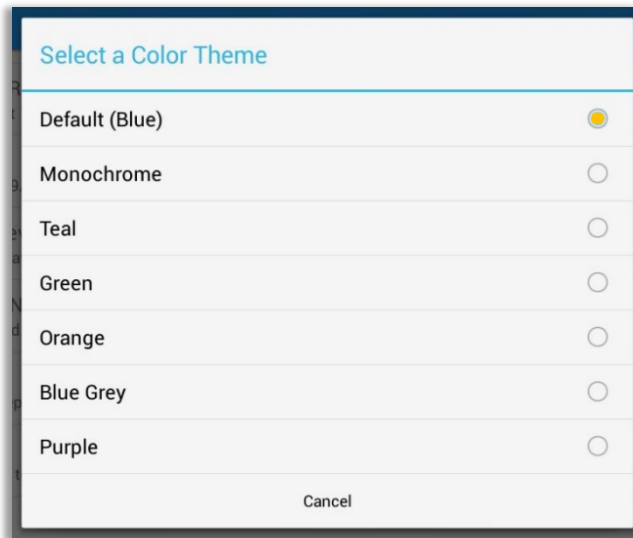 Select a Color Theme
Default (Blue)
Monochrome
Teal
Green
Orange
Blue Grey
Purple
Cancel